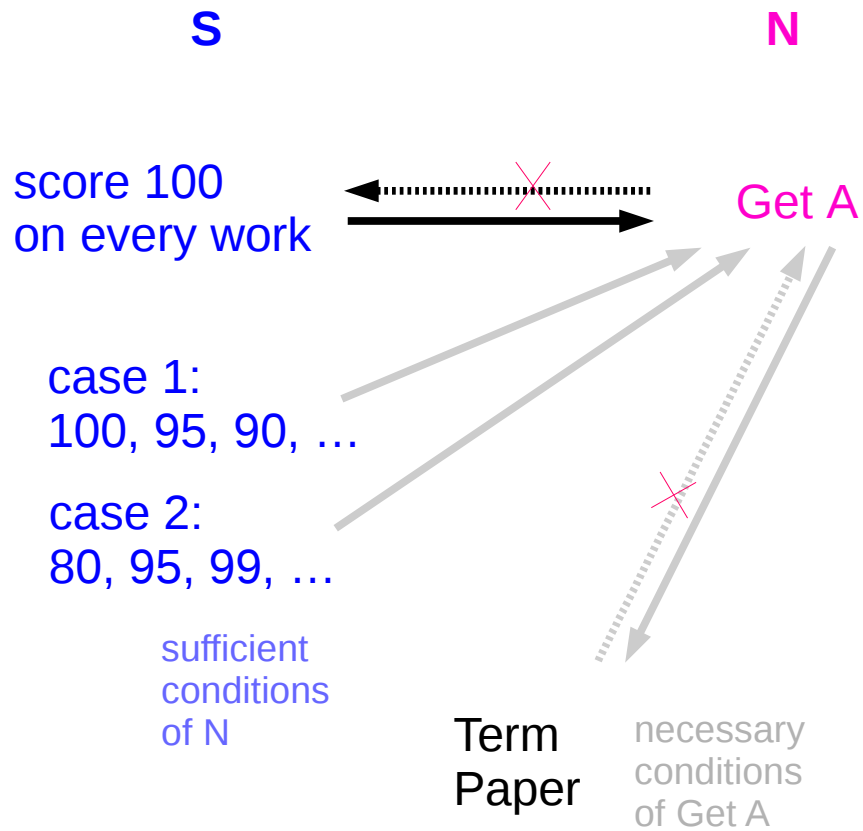 S
N
score 100
on every work
Get A
case 1:
100, 95, 90, …
case 2:
80, 95, 99, …
sufficient
conditions
of N
Term
Paper
necessary
conditions
of Get A